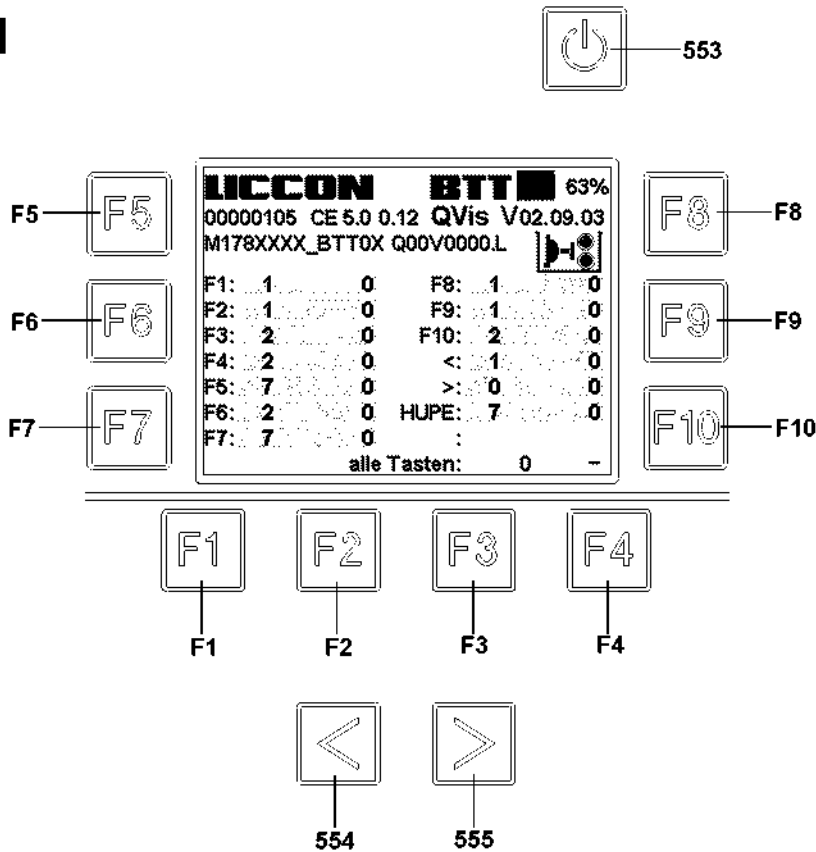 553
LICCON BTT 63%
00000105 CE 5.0 0.12 QVis V02.09.03
M178XXXX_BTT0X Q00V0000.L
F1: 1 0 F8: 1 0
F2: 1 0 F9: 1 0
F3: 2 0 F10: 2 0
F4: 2 0 <: 1 0
F5: 7 0 >: 0 0
F6: 2 0 HUPE: 7 0
F7: 7 0 :
alle Tasten: 0 –
F5 F5
F6 F6
F7 F7
F8 F8
F9 F9
F10 F10
F1 F2 F3 F4
F1 F2 F3 F4
< >
554 555